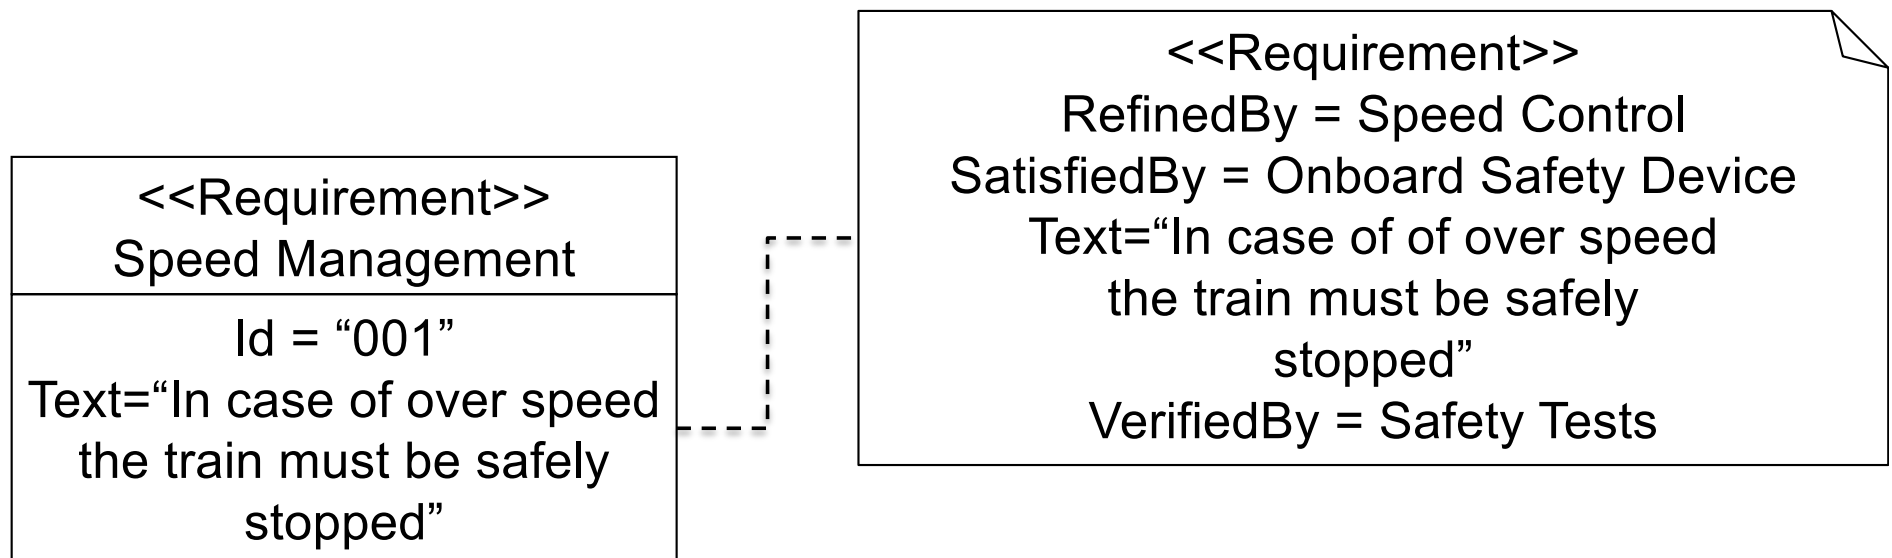 <<Requirement>>
Speed Management
Id = “001”
Text=“In case of over speed
the train must be safely
stopped”
<<Requirement>>
RefinedBy = Speed Control
SatisfiedBy = Onboard Safety Device
Text=“In case of of over speed
the train must be safely
stopped”
VerifiedBy = Safety Tests